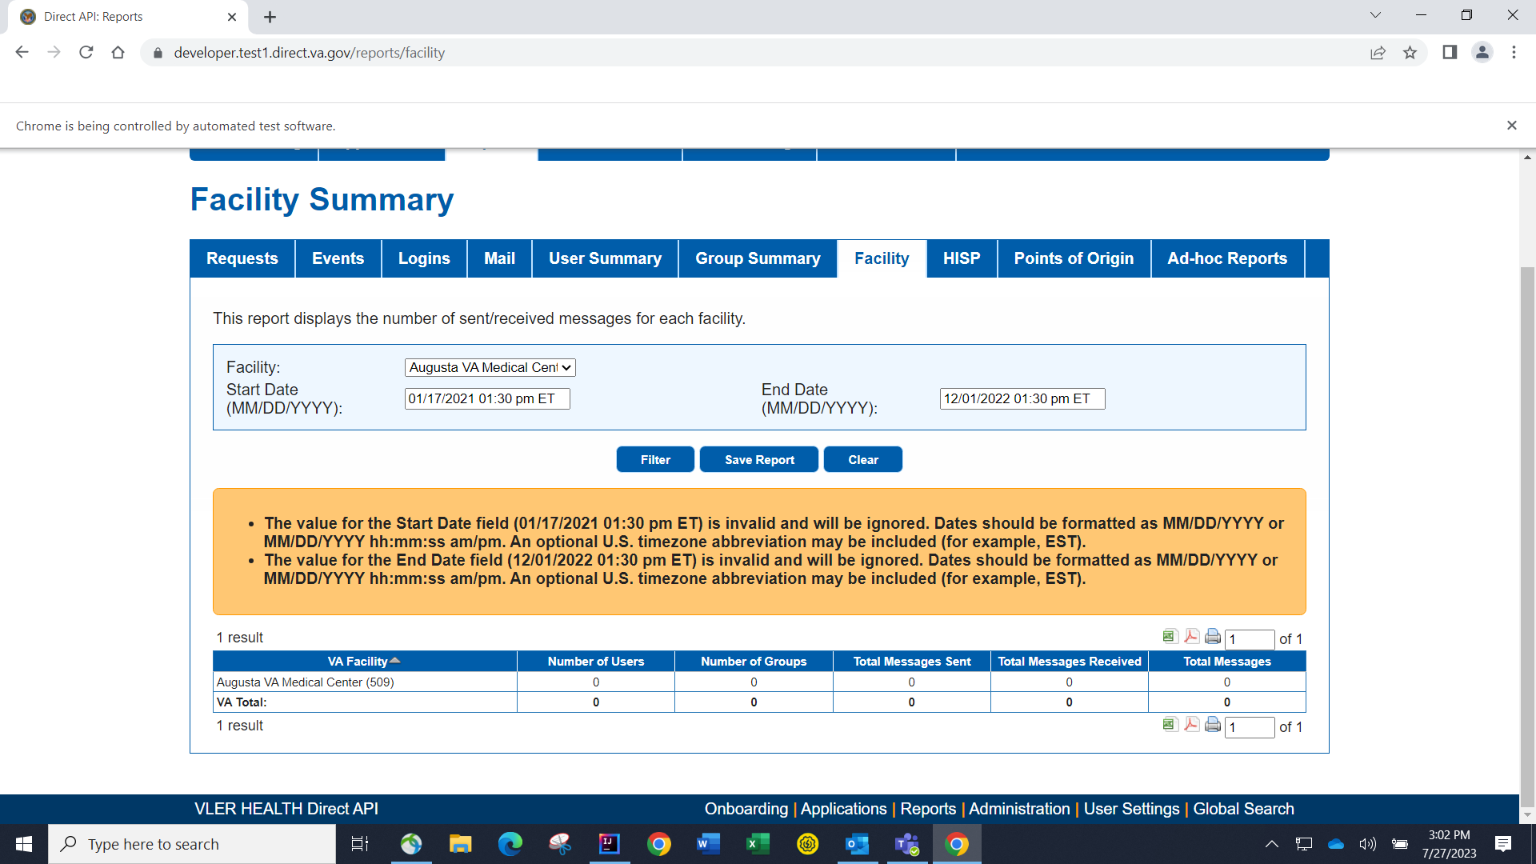 Direct API: Reports
developer.test1.direct.va.gov/reports/facility
Chrome is being controlled by automated test software.
Facility Summary
Requests Events Logins Mail User Summary Group Summary Facility HISP Points of Origin Ad-hoc Reports
This report displays the number of sent/received messages for each facility.
Facility: Augusta VA Medical Cent
Start Date (MM/DD/YYYY): 01/17/2021 01:30 pm ET End Date (MM/DD/YYYY): 12/01/2022 01:30 pm ET
Filter Save Report Clear
• The value for the Start Date field (01/17/2021 01:30 pm ET) is invalid and will be ignored. Dates should be formatted as MM/DD/YYYY or
MM/DD/YYYY hh:mm:ss am/pm. An optional U.S. timezone abbreviation may be included (for example, EST).
• The value for the End Date field (12/01/2022 01:30 pm ET) is invalid and will be ignored. Dates should be formatted as MM/DD/YYYY or
MM/DD/YYYY hh:mm:ss am/pm. An optional U.S. timezone abbreviation may be included (for example, EST).
1 result 1 of 1
VA Facility Number of Users Number of Groups Total Messages Sent Total Messages Received Total Messages
Augusta VA Medical Center (509) 0 0 0 0 0
VA Total: 0 0 0 0 0
1 result 1 of 1
VLER HEALTH Direct API Onboarding | Applications | Reports | Administration | User Settings | Global Search
Type here to search
3:02 PM
7/27/2023